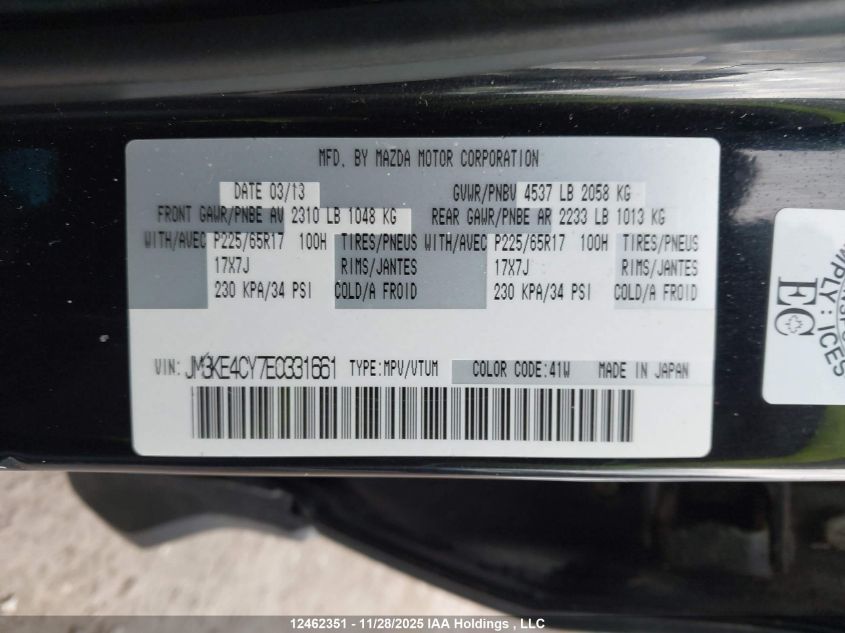 MFD. BY MAZDA MOTOR CORPORATION
DATE 03/13 GVWR/PNBV 4537 LB 2058 KG
FRONT GAWR/PNBE AV 2310 LB 1048 KG REAR GAWR/PNBE AR 2233 LB 1013 KG
WITH/AVEC P225/65R17 100H TIRES/PNEUS WITH/AVEC P225/65R17 100H TIRES/PNEUS
17X7J RIMS/JANTES 17X7J RIMS/JANTES
230 KPA/34 PSI COLD/A FROID 230 KPA/34 PSI COLD/A FROID
VIN: JM3KE4CY7E0331661 TYPE:MPV/VTUM COLOR CODE:41W MADE IN JAPAN
EC
12462351 - 11/28/2025 IAA Holdings , LLC